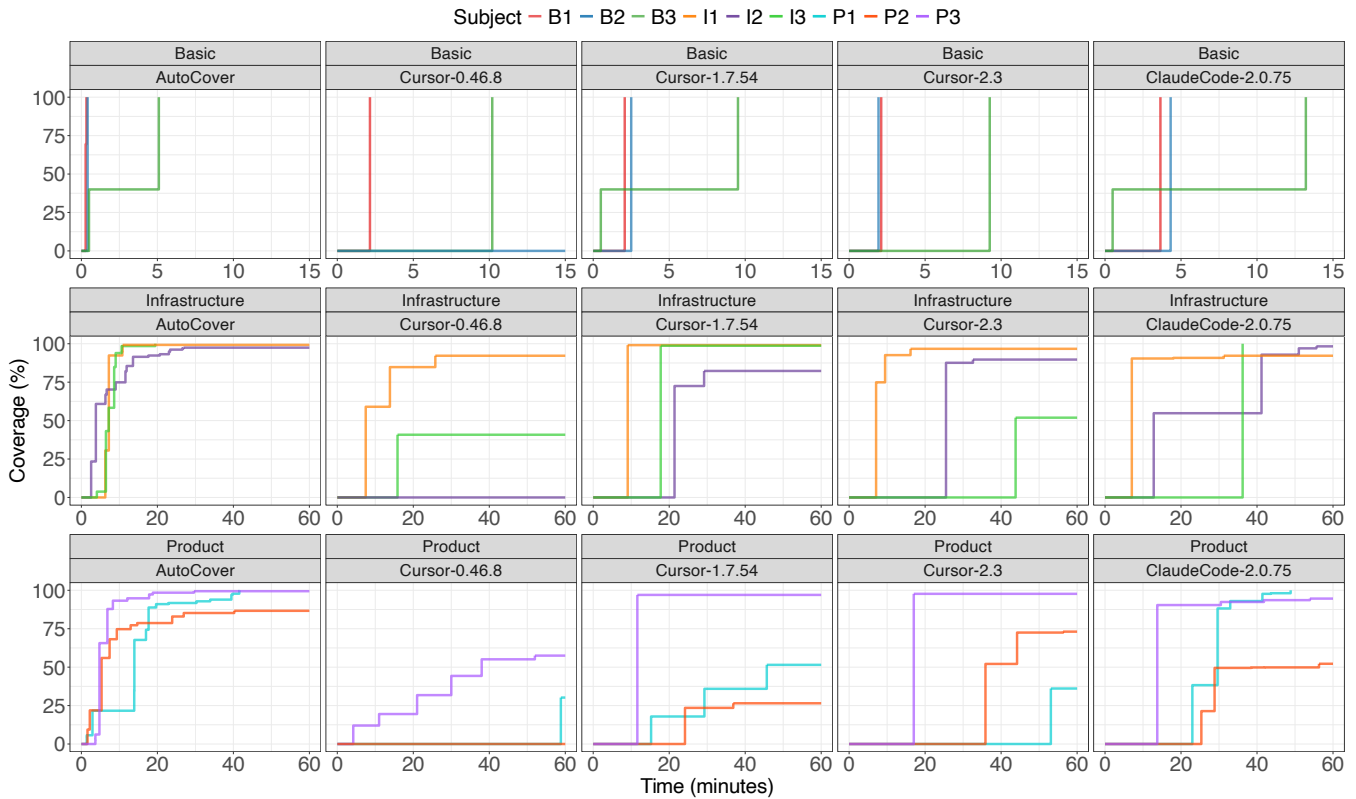 Subject B1 B2 B3 I1 I2 I3 P1 P2 P3
Basic Basic Basic Basic Basic
AutoCover Cursor-0.46.8 Cursor-1.7.54 Cursor-2.3 ClaudeCode-2.0.75
100
75
50
25
0
0 5 10 15 0 5 10 15 0 5 10 15 0 5 10 15 0 5 10 15
Infrastructure Infrastructure Infrastructure Infrastructure Infrastructure
AutoCover Cursor-0.46.8 Cursor-1.7.54 Cursor-2.3 ClaudeCode-2.0.75
Coverage (%)
100
75
50
25
0
0 20 40 60 0 20 40 60 0 20 40 60 0 20 40 60 0 20 40 60
Product Product Product Product Product
AutoCover Cursor-0.46.8 Cursor-1.7.54 Cursor-2.3 ClaudeCode-2.0.75
100
75
50
25
0
0 20 40 60 0 20 40 60 0 20 40 60 0 20 40 60 0 20 40 60
Time (minutes)